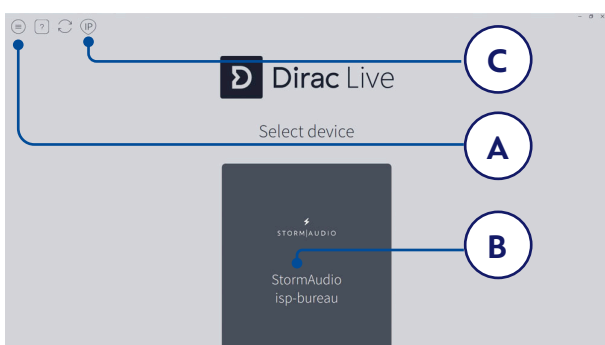 ? IP
C
Dirac Live
A
Select device
STORM AUDIO
B
StormAudio
isp-bureau